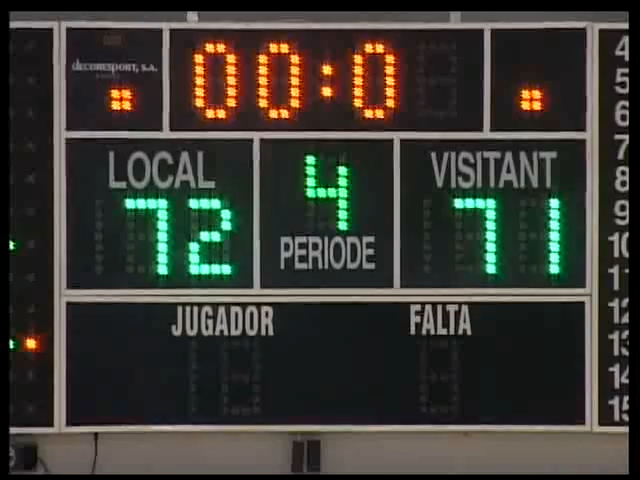 decoresport, s.a.
00:0
LOCAL
VISITANT
72
4
71
PERIODE
JUGADOR
FALTA
4
5
6
7
8
9
10
11
12
13
14
15